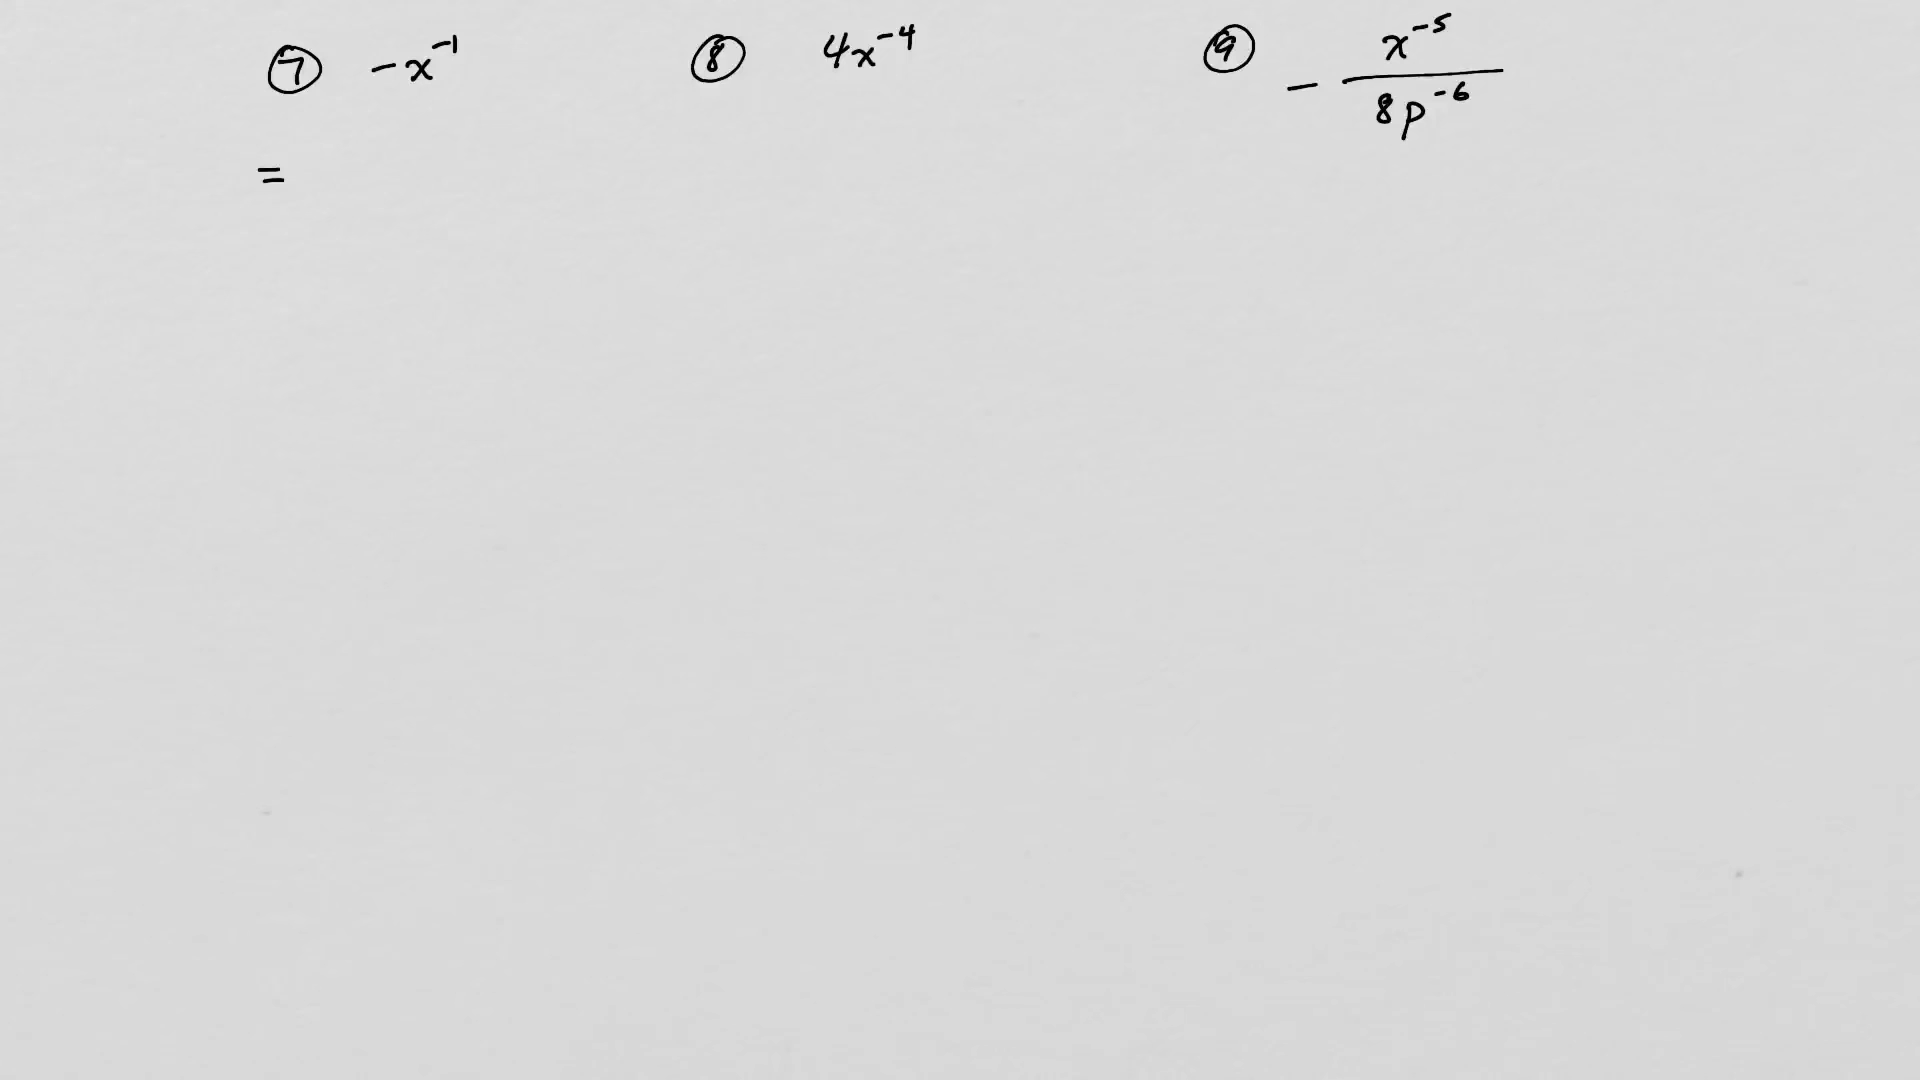 ⑦ -x⁻¹ ⑧ 4x⁻⁴ ⑨ - x⁻⁵ / 8p⁻⁶
=